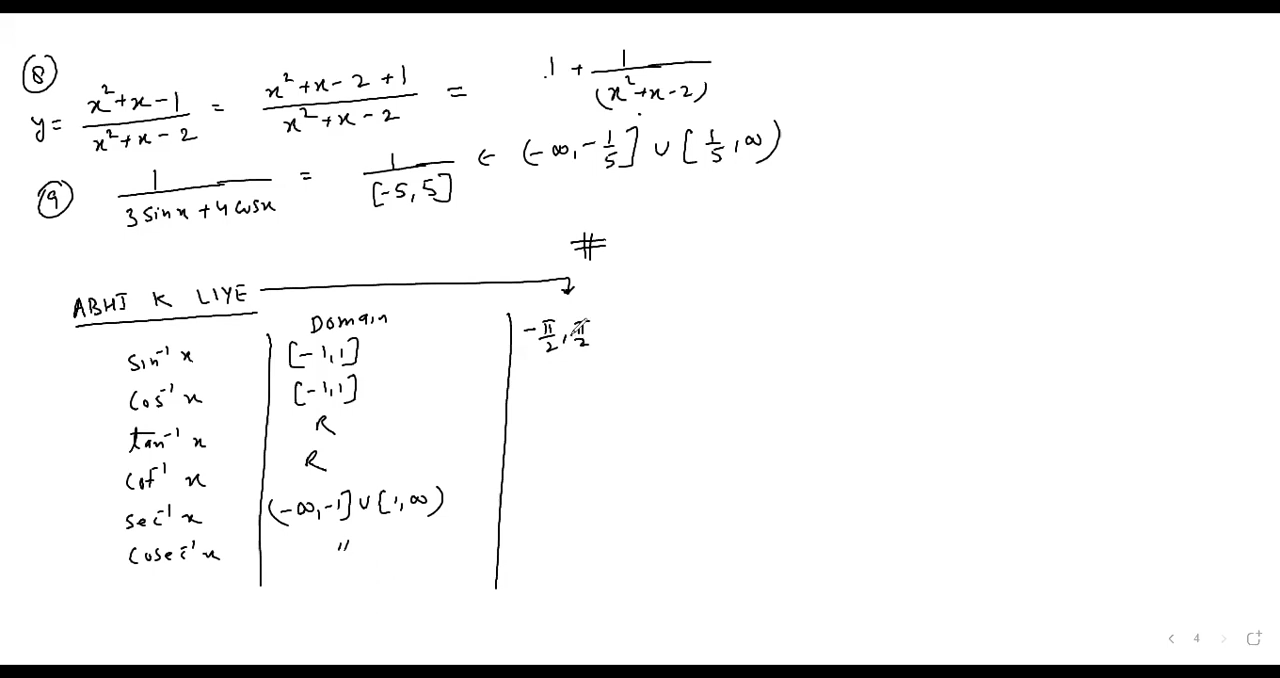 ⑧
y = x²+x-1 / x²+x-2 = x²+x-2+1 / x²+x-2 = 1 + 1 / (x²+x-2)
⑨ 1 / 3 sinx + 4 cosx = 1 / [-5, 5] ← (-∞, -1/5] ∪ [1/5, ∞)
#
ABHI K LIYE
Domain
sin⁻¹ x [-1,1] -π/2, π/2
cos⁻¹ x [-1,1]
tan⁻¹ x R
cot⁻¹ x R
sec⁻¹ x (-∞,-1] ∪ [1,∞)
cosec⁻¹ x "
< 4 >